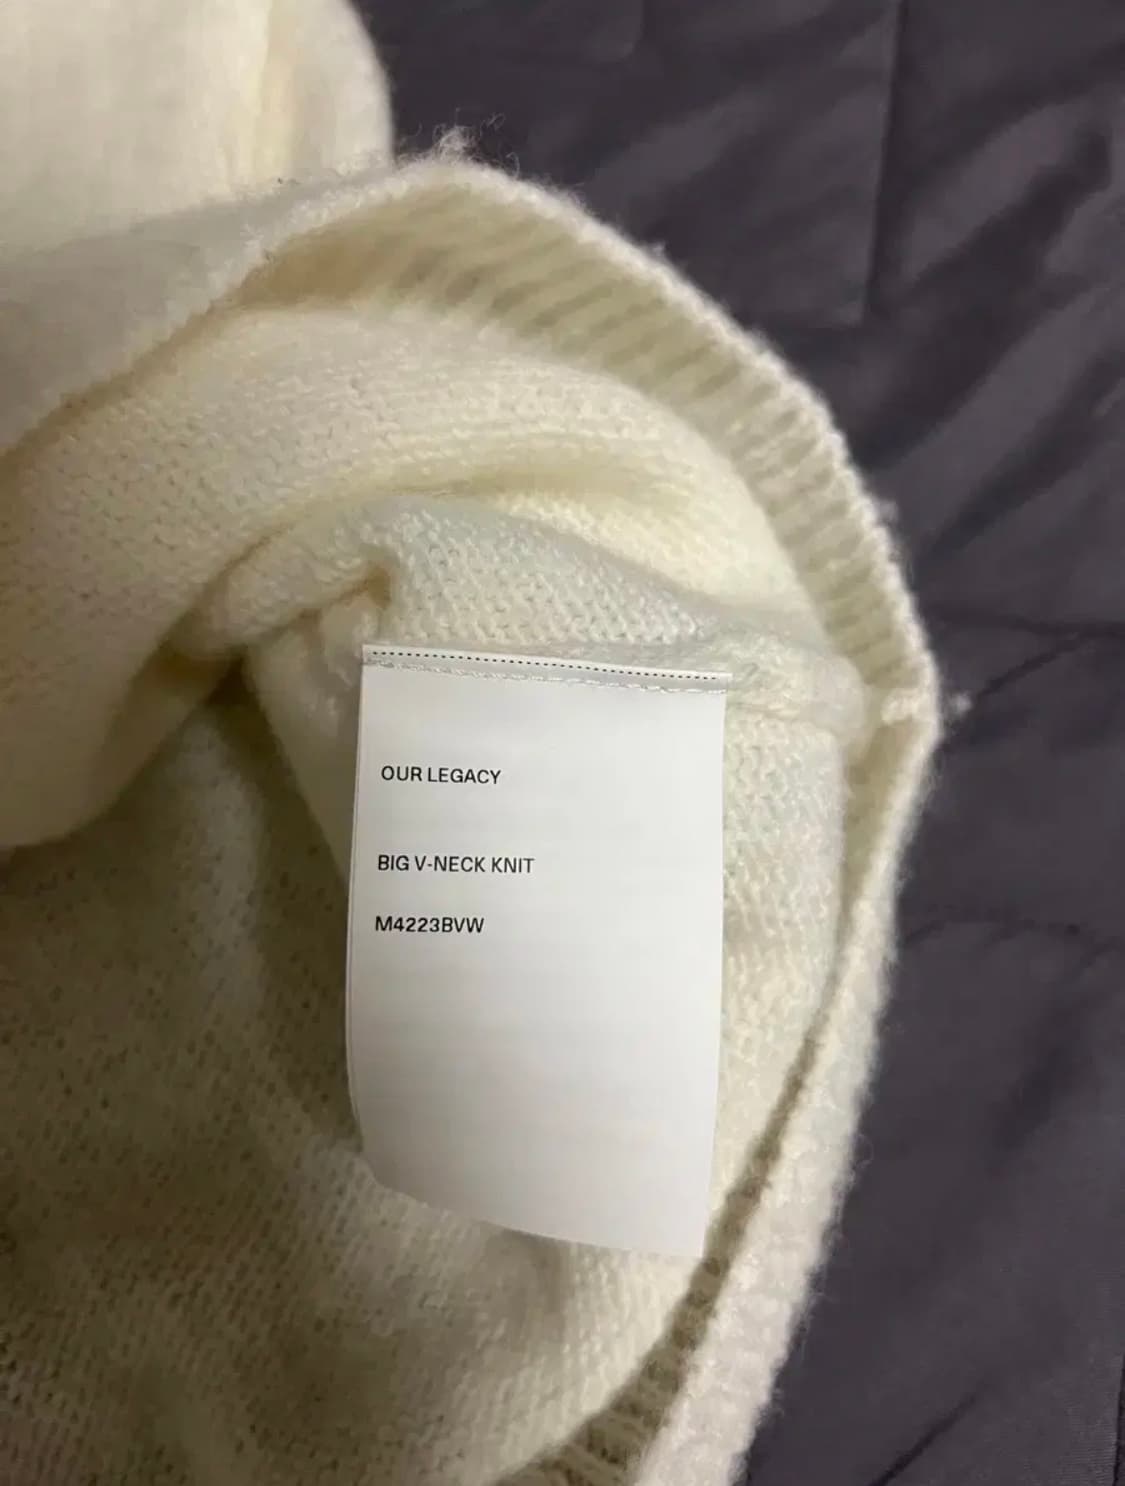 OUR LEGACY
BIG V-NECK KNIT
M4223BVW